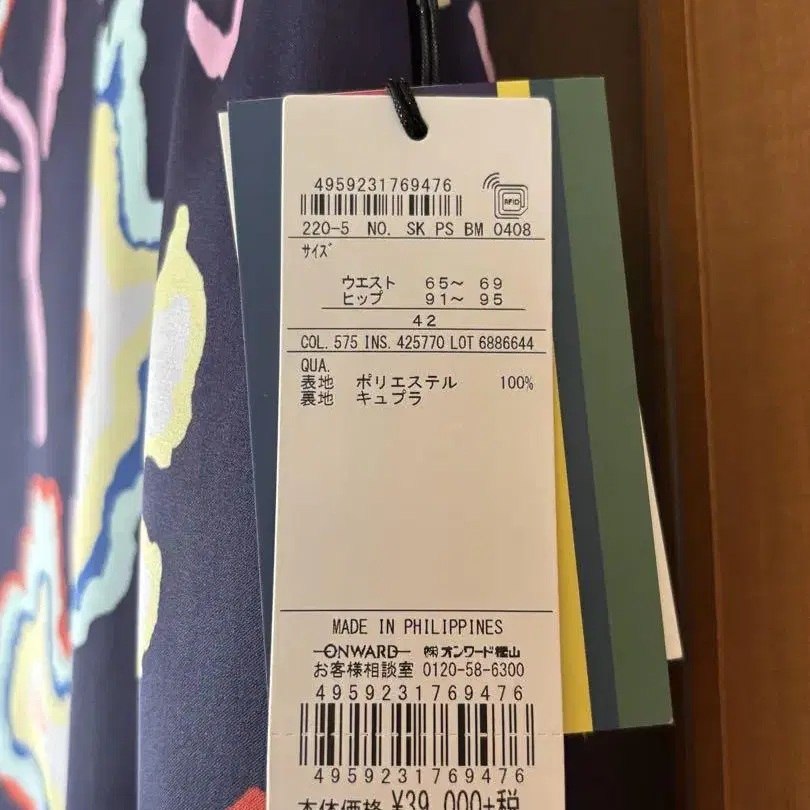 4959231769476
RFID
220-5 NO. SK PS BM 0408
サイズ
ウエスト 65〜 69
ヒップ 91〜 95
42
COL. 575 INS. 425770 LOT 6886644
QUA.
表地 ポリエステル 100%
裏地 キュプラ
MADE IN PHILIPPINES
ONWARD ㈱オンワード樫山
お客様相談室 0120-58-6300
4959231769476
4959231769476
本体価格 ¥39,000+税